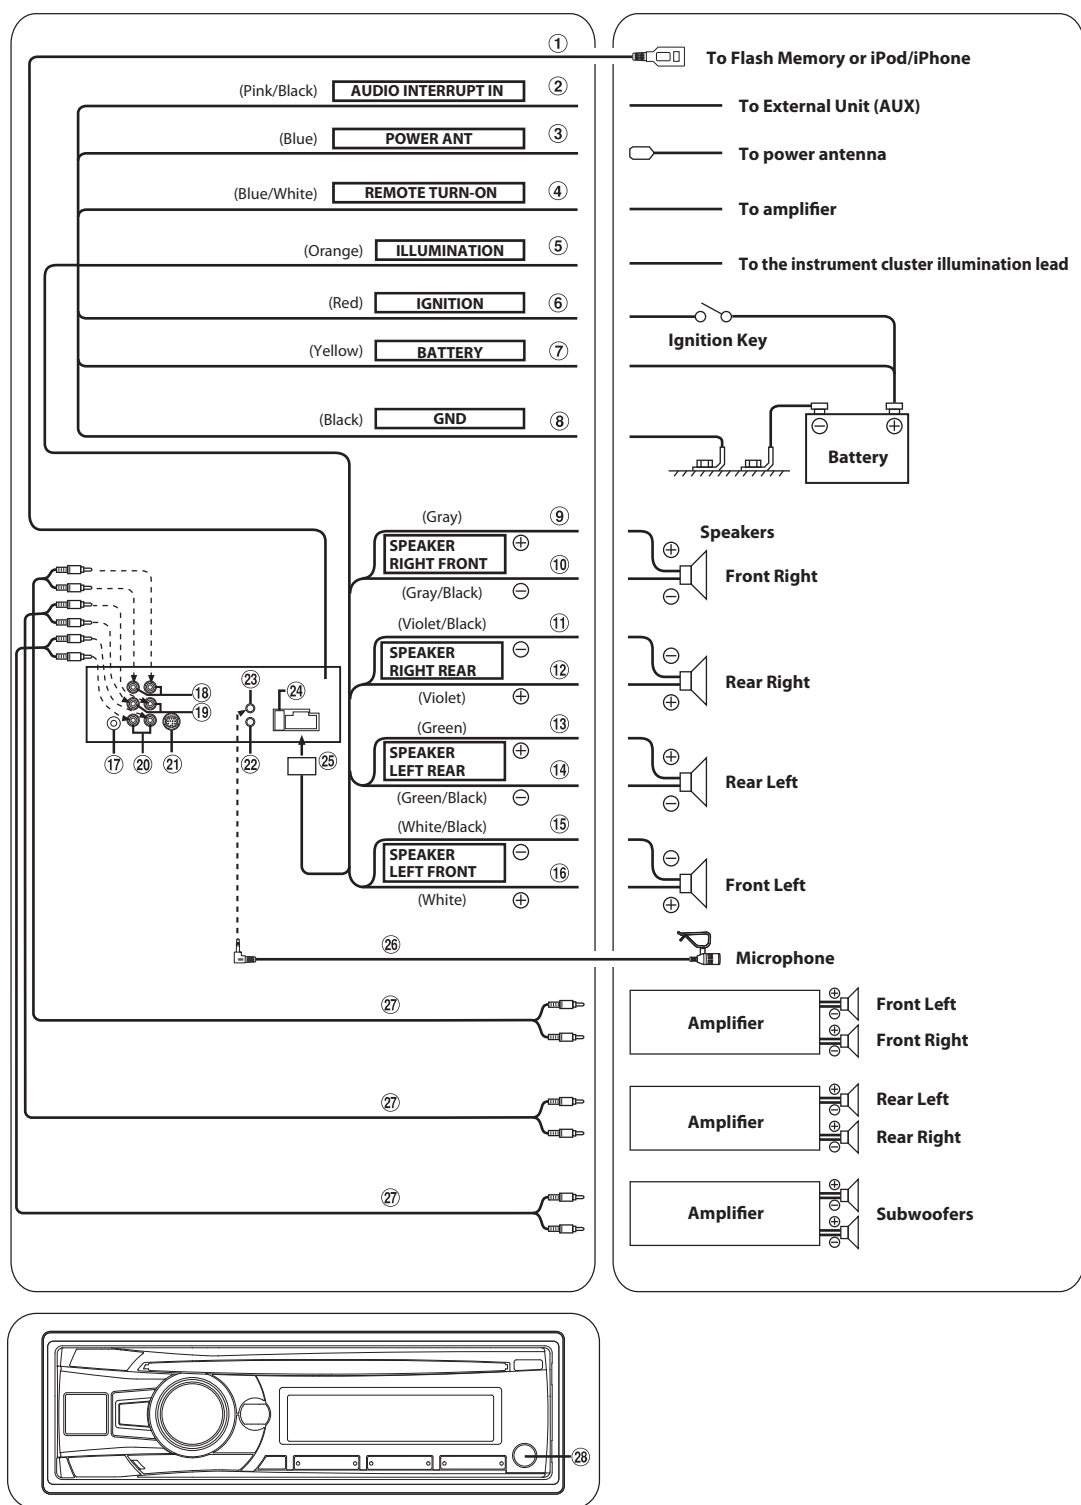 ① To Flash Memory or iPod/iPhone
(Pink/Black) AUDIO INTERRUPT IN ② To External Unit (AUX)
(Blue) POWER ANT ③ To power antenna
(Blue/White) REMOTE TURN-ON ④ To amplifier
(Orange) ILLUMINATION ⑤ To the instrument cluster illumination lead
(Red) IGNITION ⑥
Ignition Key
(Yellow) BATTERY ⑦
(Black) GND ⑧
⊖ ⊕
Battery
(Gray) ⑨
Speakers
SPEAKER ⊕ ⊕
RIGHT FRONT ⑩ Front Right
(Gray/Black) ⊖ ⊖
(Violet/Black) ⑪
SPEAKER ⊖ ⊖
RIGHT REAR ⑫ Rear Right
(Violet) ⊕ ⊕
(Green) ⑬
SPEAKER ⊕ ⊕
LEFT REAR ⑭ Rear Left
(Green/Black) ⊖ ⊖
(White/Black) ⑮
SPEAKER ⊖ ⊖
LEFT FRONT ⑯ Front Left
(White) ⊕ ⊕
⑱ ㉓ ㉔
⑲
⑰ ⑳ ㉑ ㉒ ㉕
㉖ Microphone
㉗
Amplifier
⊕ ⊖ Front Left
⊕ ⊖ Front Right
㉗
Amplifier
⊕ ⊖ Rear Left
⊕ ⊖ Rear Right
㉗
Amplifier
⊕ ⊖
Subwoofers
⊕ ⊖
㉘